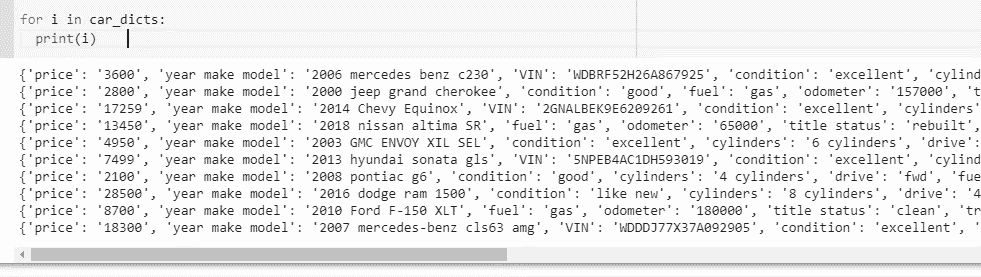 for i in car_dicts:
print(i)
{'price': '3600', 'year make model': '2006 mercedes benz c230', 'VIN': 'WDBRF52H26A867925', 'condition': 'excellent', 'cylind
{'price': '2800', 'year make model': '2000 jeep grand cherokee', 'condition': 'good', 'fuel': 'gas', 'odometer': '157000', 't
{'price': '17259', 'year make model': '2014 Chevy Equinox', 'VIN': '2GNALBEK9E6209261', 'condition': 'excellent', 'cylinders'
{'price': '13450', 'year make model': '2018 nissan altima SR', 'fuel': 'gas', 'odometer': '65000', 'title status': 'rebuilt',
{'price': '4950', 'year make model': '2003 GMC ENVOY XIL SEL', 'condition': 'excellent', 'cylinders': '6 cylinders', 'drive':
{'price': '7499', 'year make model': '2013 hyundai sonata gls', 'VIN': '5NPEB4AC1DH593019', 'condition': 'excellent', 'cylind
{'price': '2100', 'year make model': '2008 pontiac g6', 'condition': 'good', 'cylinders': '4 cylinders', 'drive': 'fwd', 'fue
{'price': '28500', 'year make model': '2016 dodge ram 1500', 'condition': 'like new', 'cylinders': '8 cylinders', 'drive': '4
{'price': '8700', 'year make model': '2010 Ford F-150 XLT', 'fuel': 'gas', 'odometer': '180000', 'title status': 'clean', 'tr
{'price': '18300', 'year make model': '2007 mercedes-benz cls63 amg', 'VIN': 'WDDDJ77X37A092905', 'condition': 'excellent', '